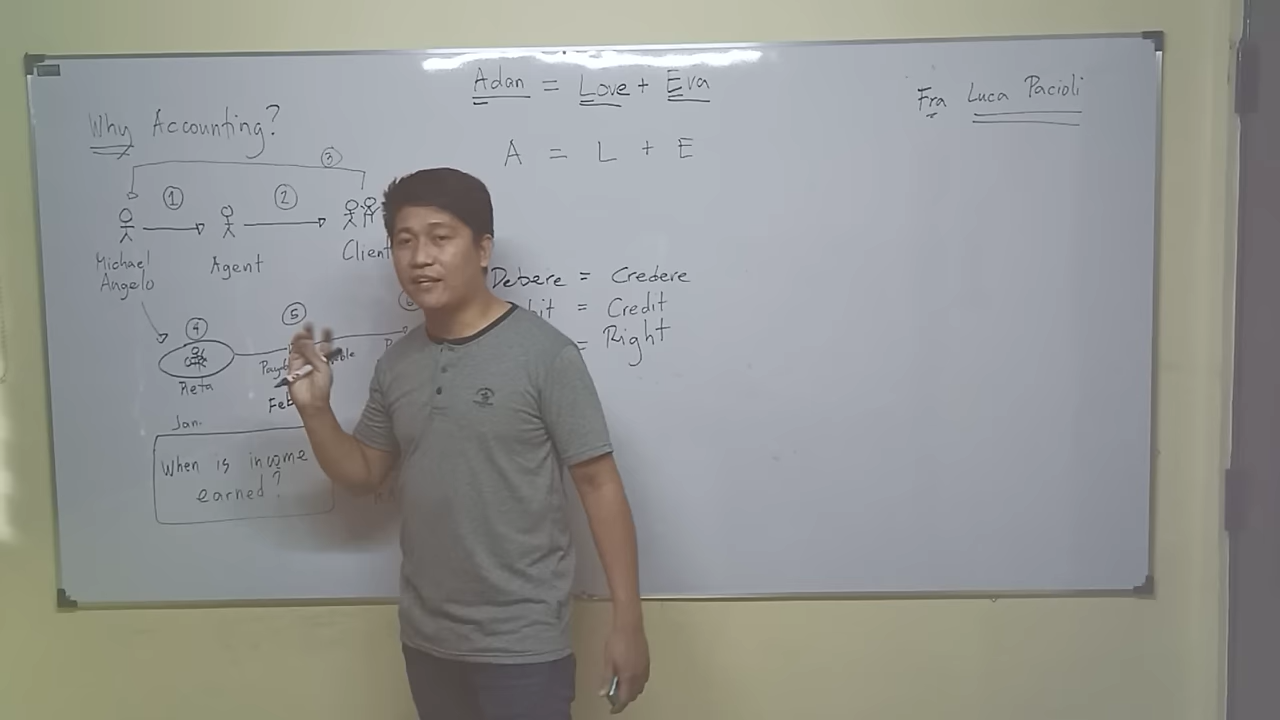 Why Accounting?
③
①
②
Michael
Angelo
Agent
Client
④
⑤
Pieta
Jan.
When is income
earned?
Adan = Love + Eva
A = L + E
Debere = Credere
= Credit
= Right
Fra Luca Pacioli